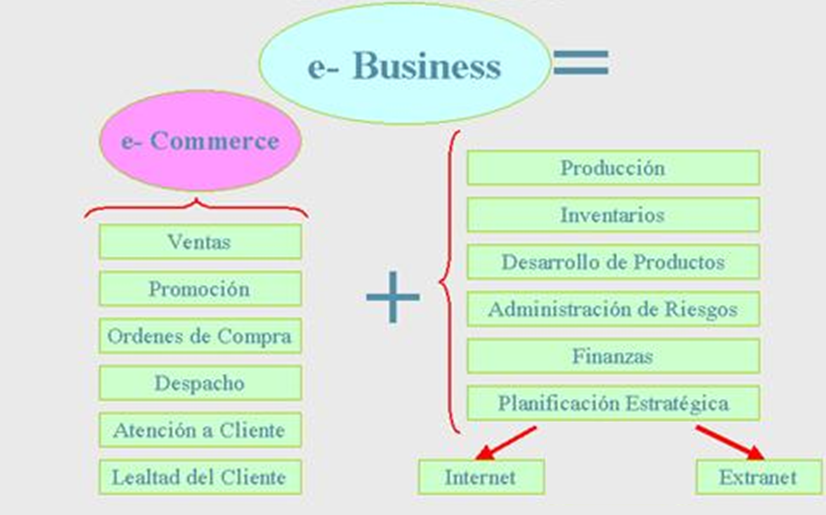 e- Business =
e- Commerce
Ventas
Promoción
Ordenes de Compra
Despacho
Atención a Cliente
Lealtad del Cliente
+
Producción
Inventarios
Desarrollo de Productos
Administración de Riesgos
Finanzas
Planificación Estratégica
Internet
Extranet